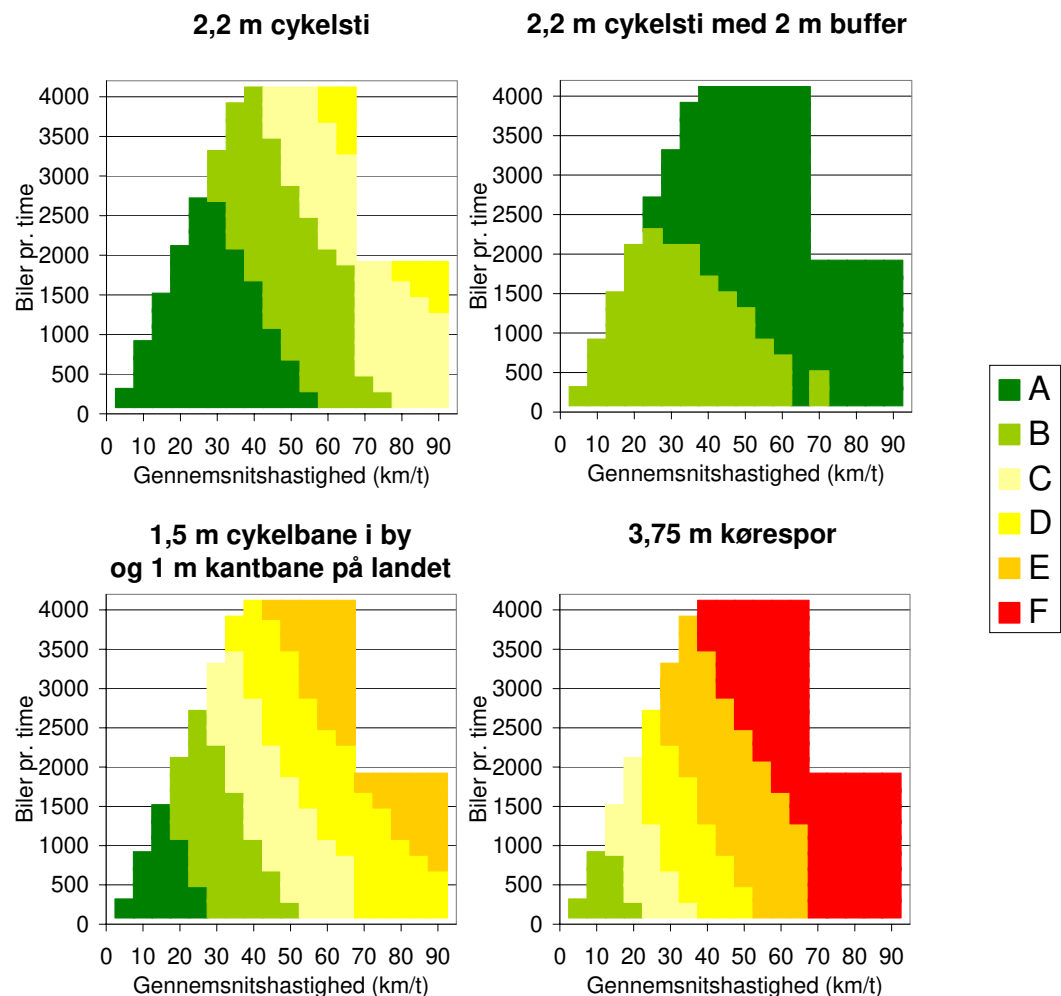 2,2 m cykelsti
4000
3500
3000
2500
2000
1500
1000
500
0
Biler pr. time
0 10 20 30 40 50 60 70 80 90
Gennemsnitshastighed (km/t)
2,2 m cykelsti med 2 m buffer
4000
3500
3000
2500
2000
1500
1000
500
0
Biler pr. time
0 10 20 30 40 50 60 70 80 90
Gennemsnitshastighed (km/t)
1,5 m cykelbane i by
og 1 m kantbane på landet
4000
3500
3000
2500
2000
1500
1000
500
0
Biler pr. time
0 10 20 30 40 50 60 70 80 90
Gennemsnitshastighed (km/t)
3,75 m kørespor
4000
3500
3000
2500
2000
1500
1000
500
0
Biler pr. time
0 10 20 30 40 50 60 70 80 90
Gennemsnitshastighed (km/t)
A
B
C
D
E
F